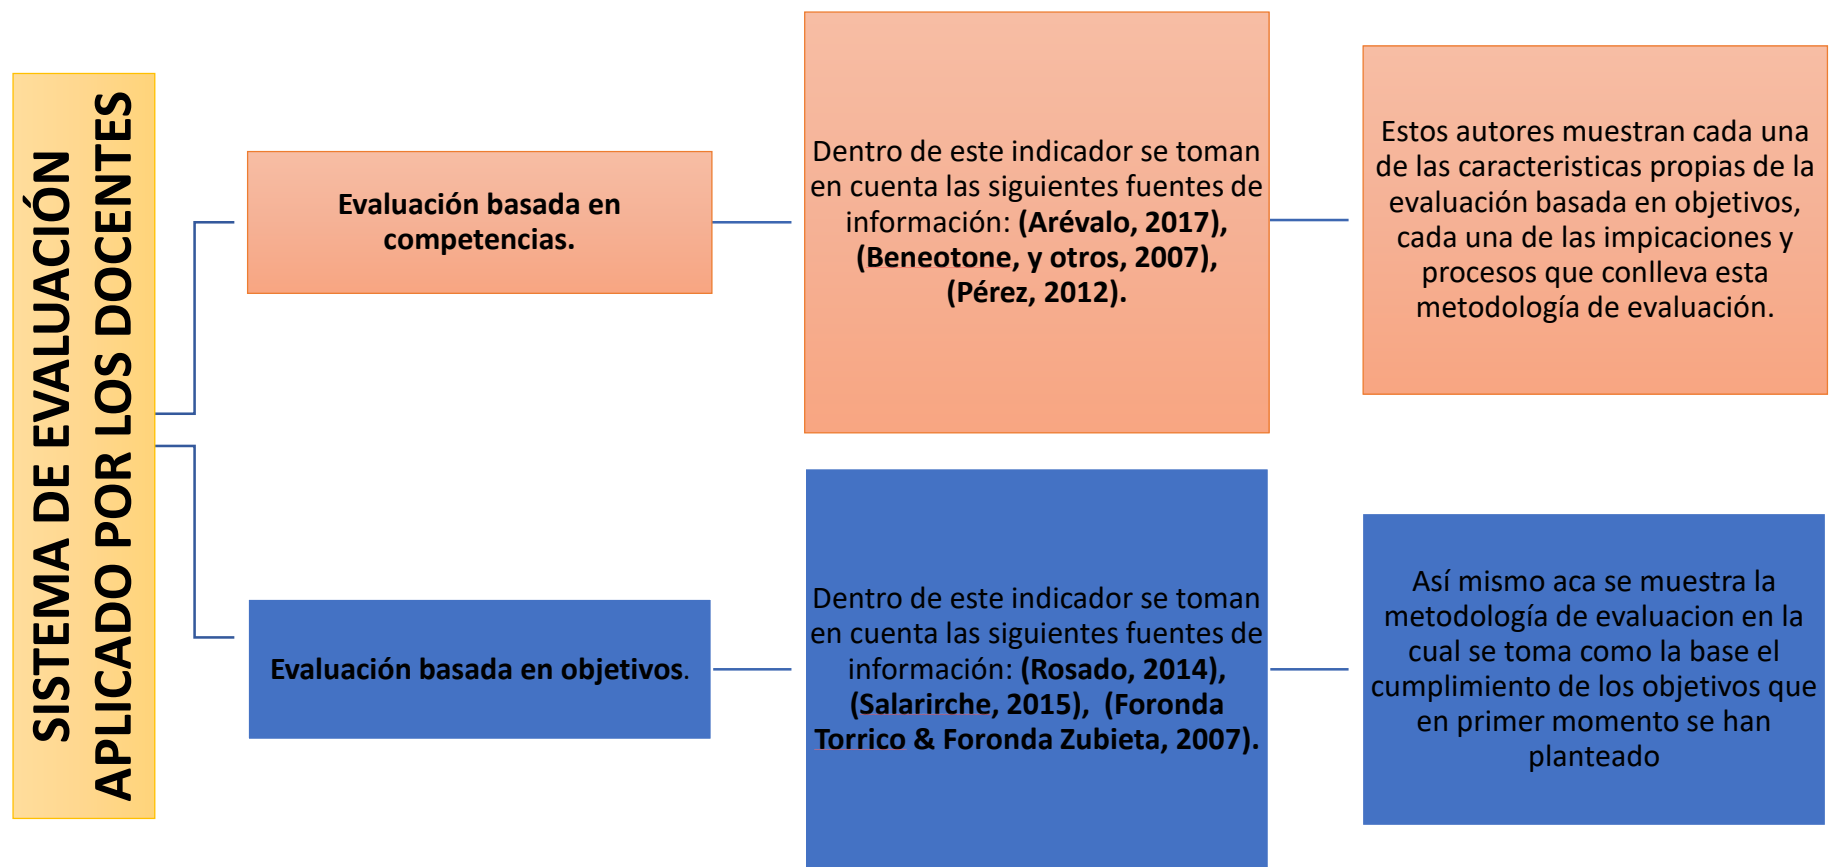 SISTEMA DE EVALUACIÓN
APLICADO POR LOS DOCENTES
Evaluación basada en
competencias.
Dentro de este indicador se toman
en cuenta las siguientes fuentes de
información: (Arévalo, 2017),
(Beneotone, y otros, 2007),
(Pérez, 2012).
Estos autores muestran cada una
de las caracteristicas propias de la
evaluación basada en objetivos,
cada una de las impicaciones y
procesos que conlleva esta
metodología de evaluación.
Evaluación basada en objetivos.
Dentro de este indicador se toman
en cuenta las siguientes fuentes de
información: (Rosado, 2014),
(Salarirche, 2015), (Foronda
Torrico & Foronda Zubieta, 2007).
Así mismo aca se muestra la
metodología de evaluacion en la
cual se toma como la base el
cumplimiento de los objetivos que
en primer momento se han
planteado